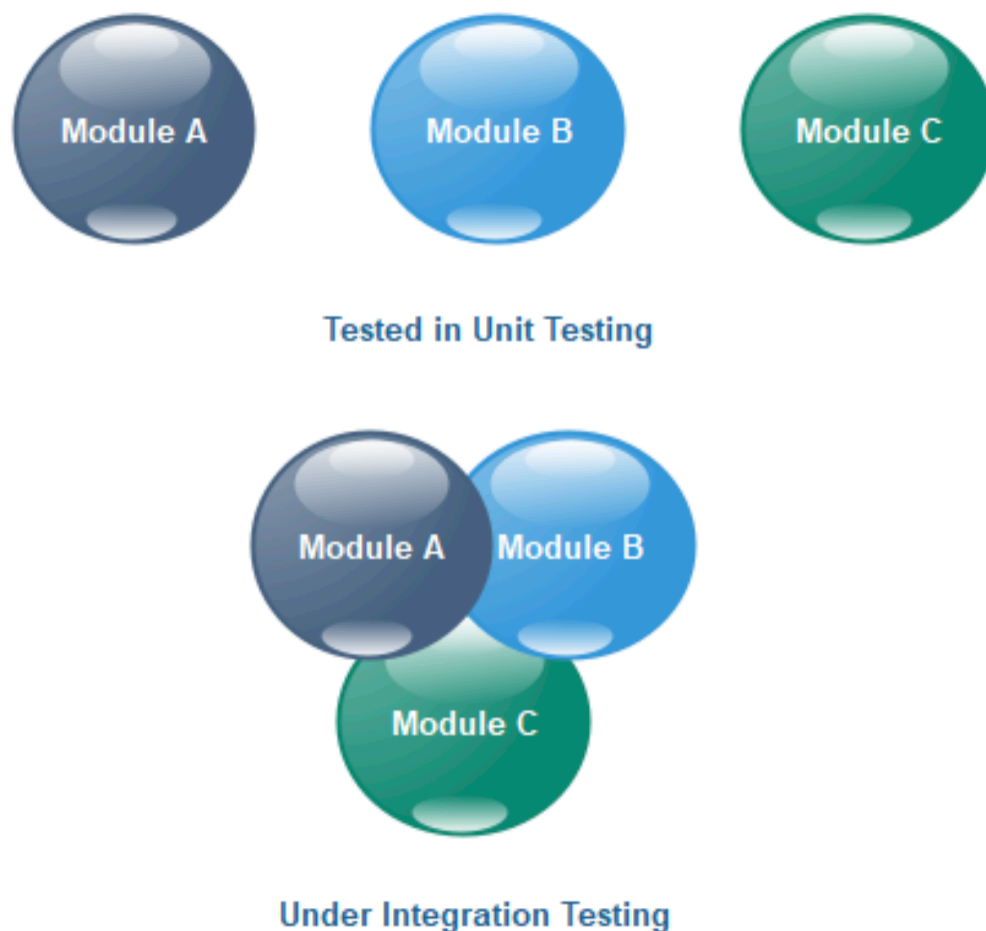 Module A Module B Module C
Tested in Unit Testing
Module A Module B
Module C
Under Integration Testing